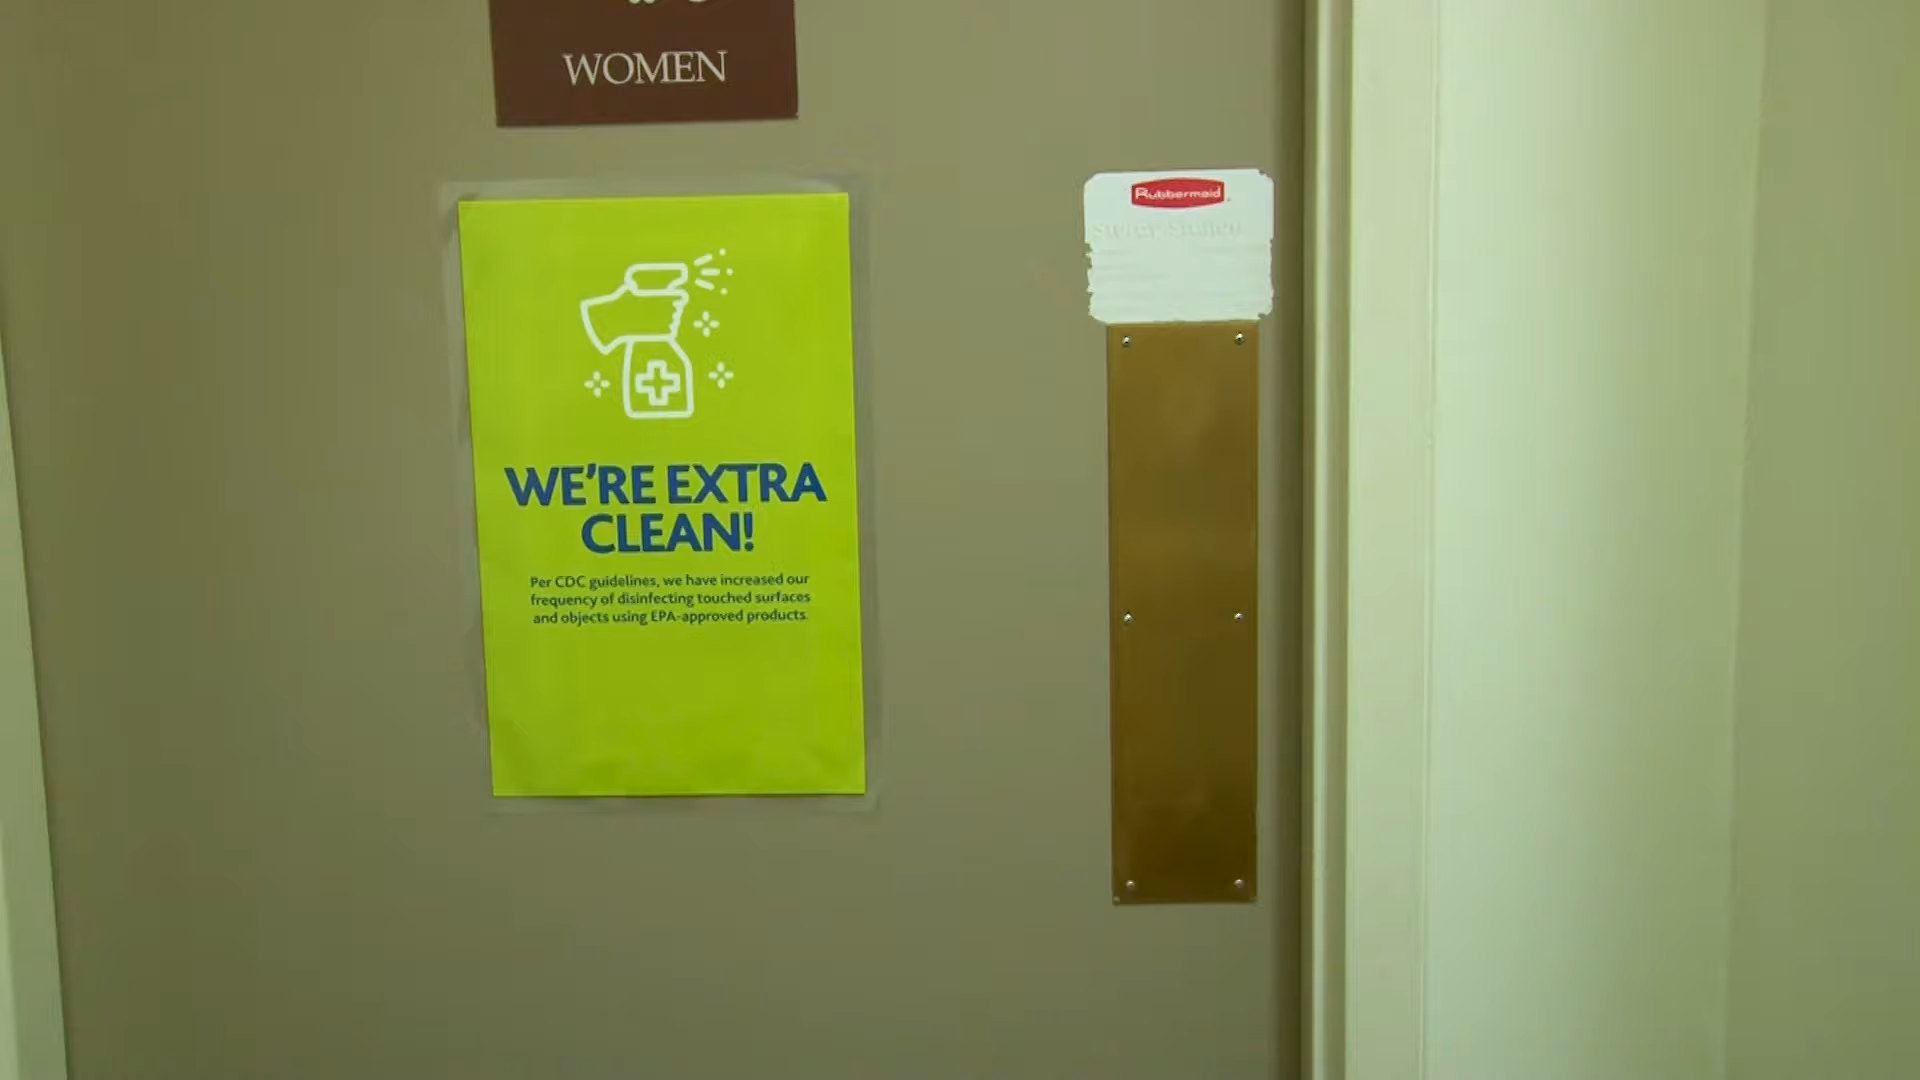 WOMEN
Rubbermaid
WE'RE EXTRA
CLEAN!
Per CDC guidelines, we have increased our
frequency of disinfecting touched surfaces
and objects using EPA-approved products.